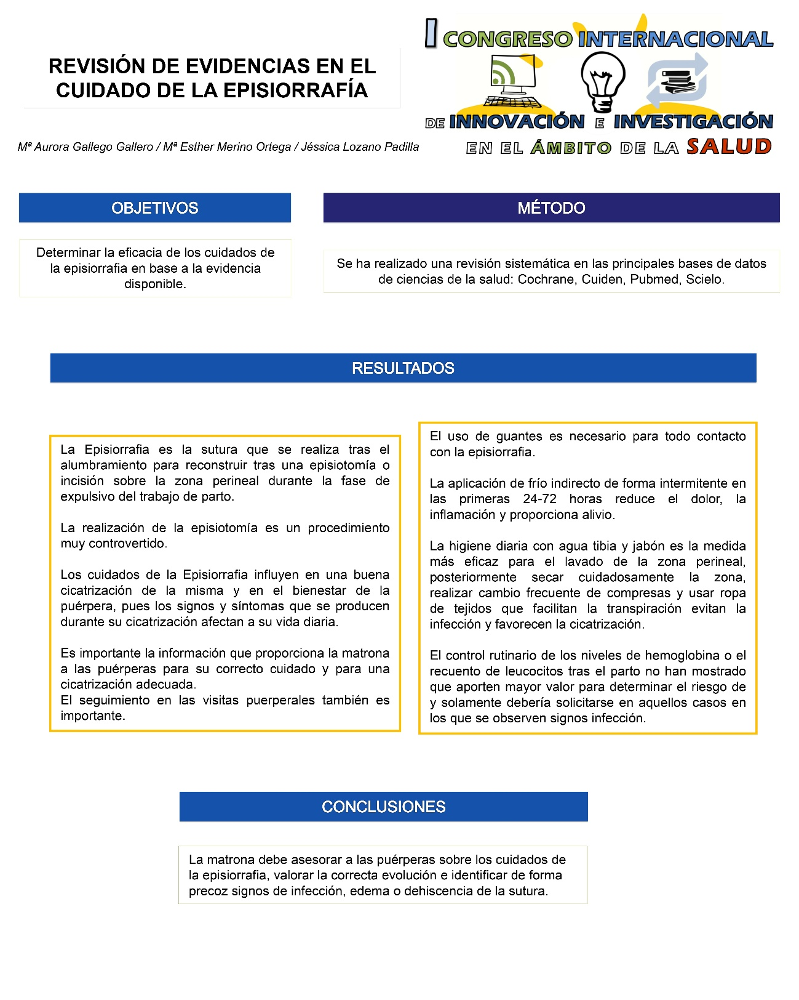 REVISIÓN DE EVIDENCIAS EN EL
CUIDADO DE LA EPISIORRAFÍA
Mª Aurora Gallego Gallero / Mª Esther Merino Ortega / Jéssica Lozano Padilla
I CONGRESO INTERNACIONAL
DE INNOVACIÓN E INVESTIGACIÓN
EN EL ÁMBITO DE LA SALUD
OBJETIVOS
Determinar la eficacia de los cuidados de
la episiorrafia en base a la evidencia
disponible.
MÉTODO
Se ha realizado una revisión sistemática en las principales bases de datos
de ciencias de la salud: Cochrane, Cuiden, Pubmed, Scielo.
RESULTADOS
La Episiorrafia es la sutura que se realiza tras el
alumbramiento para reconstruir tras una episiotomía o
incisión sobre la zona perineal durante la fase de
expulsivo del trabajo de parto.
La realización de la episiotomía es un procedimiento
muy controvertido.
Los cuidados de la Episiorrafia influyen en una buena
cicatrización de la misma y en el bienestar de la
puérpera, pues los signos y síntomas que se producen
durante su cicatrización afectan a su vida diaria.
Es importante la información que proporciona la matrona
a las puérperas para su correcto cuidado y para una
cicatrización adecuada.
El seguimiento en las visitas puerperales también es
importante.
El uso de guantes es necesario para todo contacto
con la episiorrafia.
La aplicación de frío indirecto de forma intermitente en
las primeras 24-72 horas reduce el dolor, la
inflamación y proporciona alivio.
La higiene diaria con agua tibia y jabón es la medida
más eficaz para el lavado de la zona perineal,
posteriormente secar cuidadosamente la zona,
realizar cambio frecuente de compresas y usar ropa
de tejidos que facilitan la transpiración evitan la
infección y favorecen la cicatrización.
El control rutinario de los niveles de hemoglobina o el
recuento de leucocitos tras el parto no han mostrado
que aporten mayor valor para determinar el riesgo de
y solamente debería solicitarse en aquellos casos en
los que se observen signos infección.
CONCLUSIONES
La matrona debe asesorar a las puérperas sobre los cuidados de
la episiorrafia, valorar la correcta evolución e identificar de forma
precoz signos de infección, edema o dehiscencia de la sutura.